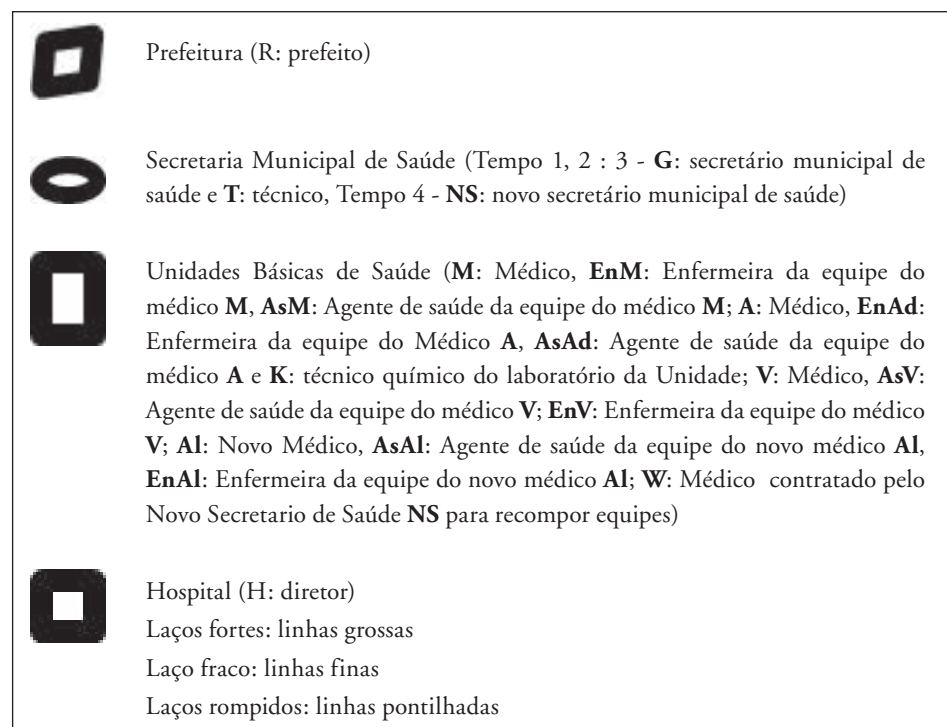 Prefeitura (R: prefeito)
Secretaria Municipal de Saúde (Tempo 1, 2 : 3 - G: secretário municipal de
saúde e T: técnico, Tempo 4 - NS: novo secretário municipal de saúde)
Unidades Básicas de Saúde (M: Médico, EnM: Enfermeira da equipe do
médico M, AsM: Agente de saúde da equipe do médico M; A: Médico, EnAd:
Enfermeira da equipe do Médico A, AsAd: Agente de saúde da equipe do
médico A e K: técnico químico do laboratório da Unidade; V: Médico, AsV:
Agente de saúde da equipe do médico V; EnV: Enfermeira da equipe do médico
V; Al: Novo Médico, AsAl: Agente de saúde da equipe do novo médico Al,
EnAl: Enfermeira da equipe do novo médico Al; W: Médico contratado pelo
Novo Secretario de Saúde NS para recompor equipes)
Hospital (H: diretor)
Laços fortes: linhas grossas
Laço fraco: linhas finas
Laços rompidos: linhas pontilhadas